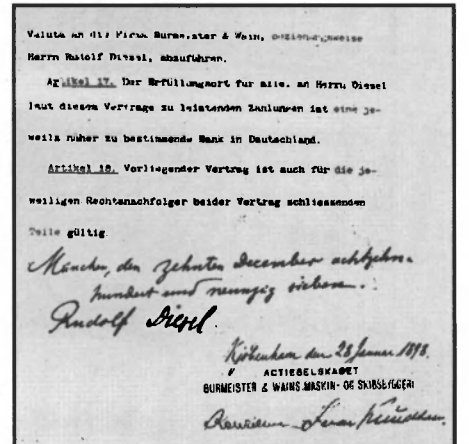 Valuta an die Firma Burmeister & Wain, beziehungsweise
Herrn Rudolf Diesel, abzuführen.
Artikel 17. Der Erfüllungsort für alle, an Herrn Diesel
laut diesem Vertrage zu leistenden Zahlungen ist eine je-
weils näher zu bestimmende Bank in Deutschland.
Artikel 18. Vorliegender Vertrag ist auch für die je-
weiligen Rechtsnachfolger beider Vertrag schliessenden
Teile gültig.
München, den zehnten December achtzehn-
hundert und neunzig sieben.
Rudolf Diesel.
Kjöbenhavn den 28 Januar 1898.
ACTIESELSKABET
BURMEISTER & WAINS MASKIN- OG SKIBSBYGGERI